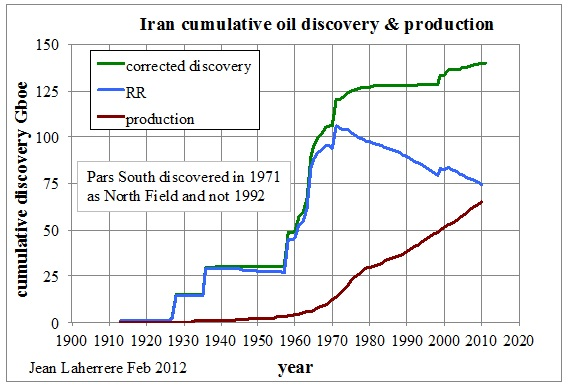 Iran cumulative oil discovery & production
cumulative discovery Gboe
150
125
100
75
50
25
0
corrected discovery
RR
production
Pars South discovered in 1971
as North Field and not 1992
1900 1910 1920 1930 1940 1950 1960 1970 1980 1990 2000 2010 2020
Jean Laherrere Feb 2012
year